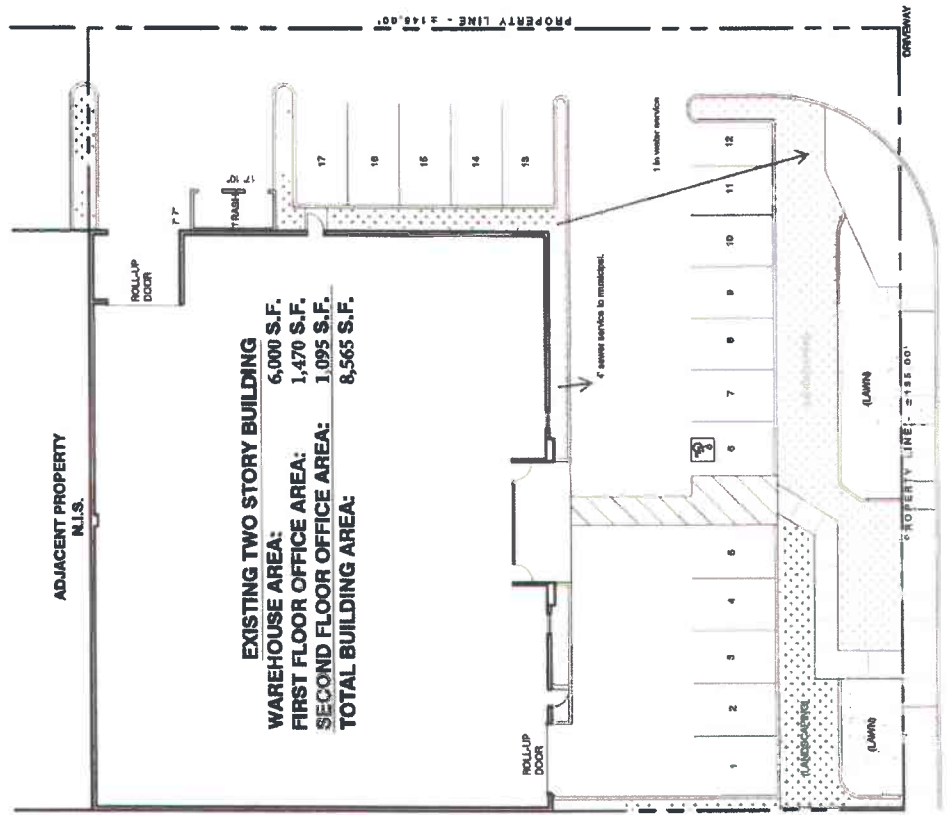 PROPERTY LINE - ±145.00'
ADJACENT PROPERTY
N.I.S.
ROLL-UP
DOOR
7'7"
TRASH
17
16
15
14
13
DRIVEWAY
EXISTING TWO STORY BUILDING
WAREHOUSE AREA: 6,000 S.F.
FIRST FLOOR OFFICE AREA: 1,470 S.F.
SECOND FLOOR OFFICE AREA: 1,095 S.F.
TOTAL BUILDING AREA: 8,565 S.F.
1 in water service
4" sewer service to municipal.
12
11
10
9
8
7
6
5
4
3
2
1
ROLL-UP
DOOR
(LANDSCAPING)
(LAWN)
(LAWN)
PROPERTY LINE - ±155.00'